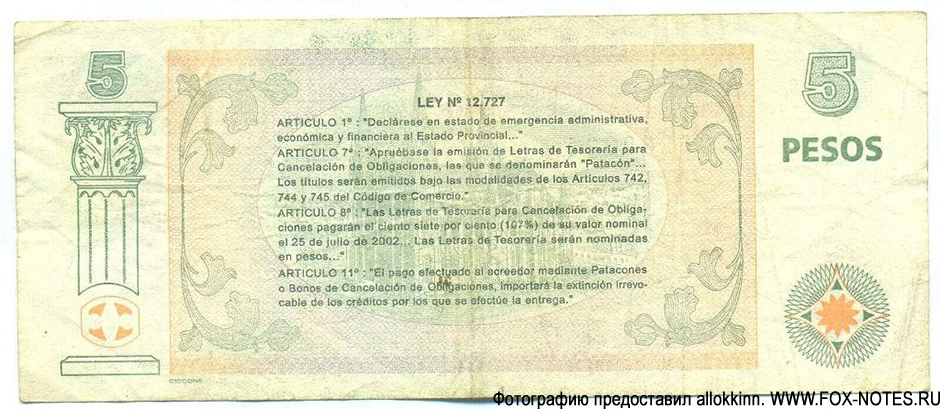 5
5
PESOS
LEY Nº 12.727
ARTICULO 1º : "Declárese en estado de emergencia administrativa,
económica y financiera al Estado Provincial..."
ARTICULO 7º : "Apruébase la emisión de Letras de Tesorería para
Cancelación de Obligaciones, las que se denominarán "Patacón"...
Los títulos serán emitidos bajo las modalidades de los Artículos 742,
744 y 745 del Código de Comercio."
ARTICULO 8º : "Las Letras de Tesorería para Cancelación de Obliga-
ciones pagarán el ciento siete por ciento (107%) de su valor nominal
el 25 de julio de 2002... Las Letras de Tesorería serán nominadas
en pesos..."
ARTICULO 11º : "El pago efectuado al acreedor mediante Patacones
o Bonos de Cancelación de Obligaciones, importará la extinción irrevo-
cable de los créditos por los que se efectúe la entrega."
CICCONE
Фотографию предоставил allokkinn. www.FOX-NOTES.RU